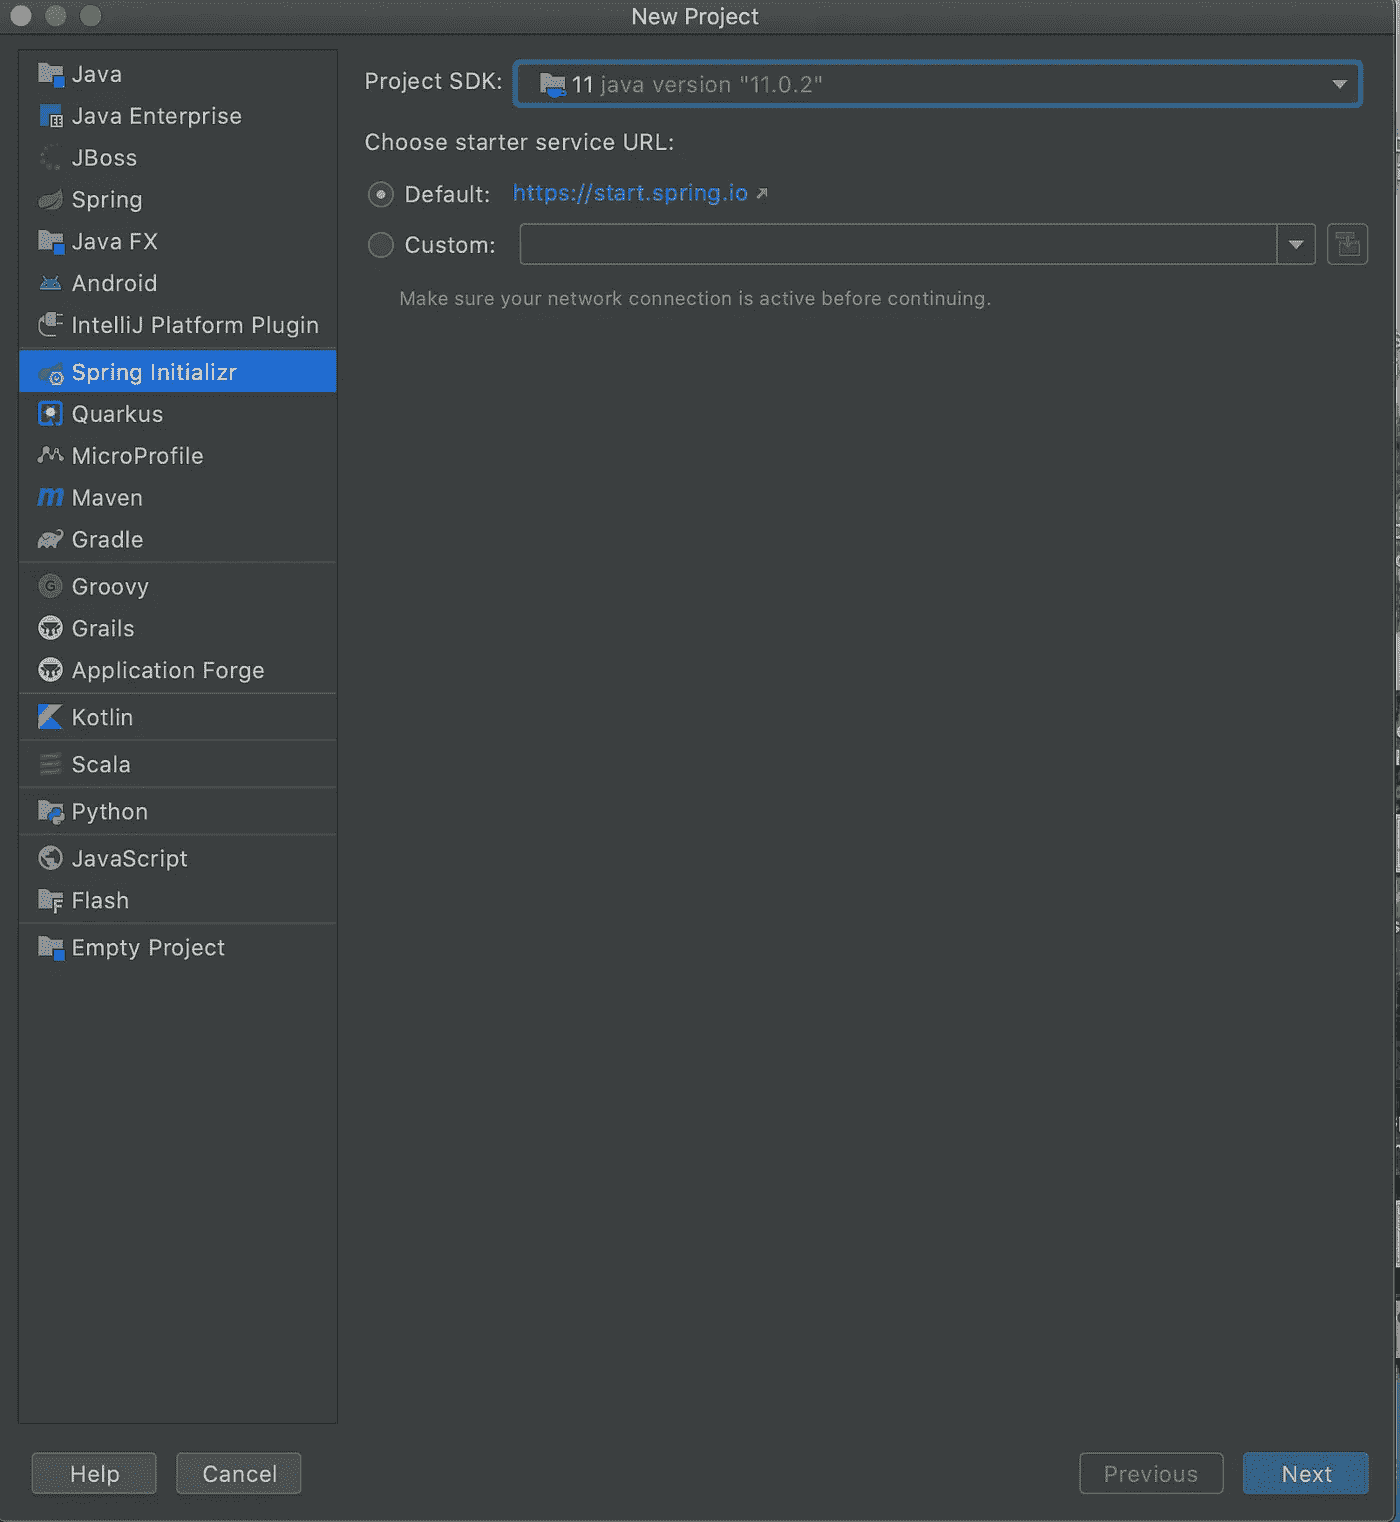 New Project
Java
Java Enterprise
JBoss
Spring
Java FX
Android
IntelliJ Platform Plugin
Spring Initializr
Quarkus
MicroProfile
Maven
Gradle
Groovy
Grails
Application Forge
Kotlin
Scala
Python
JavaScript
Flash
Empty Project
Project SDK: 11 java version "11.0.2"
Choose starter service URL:
Default: https://start.spring.io
Custom:
Make sure your network connection is active before continuing.
Help Cancel Previous Next